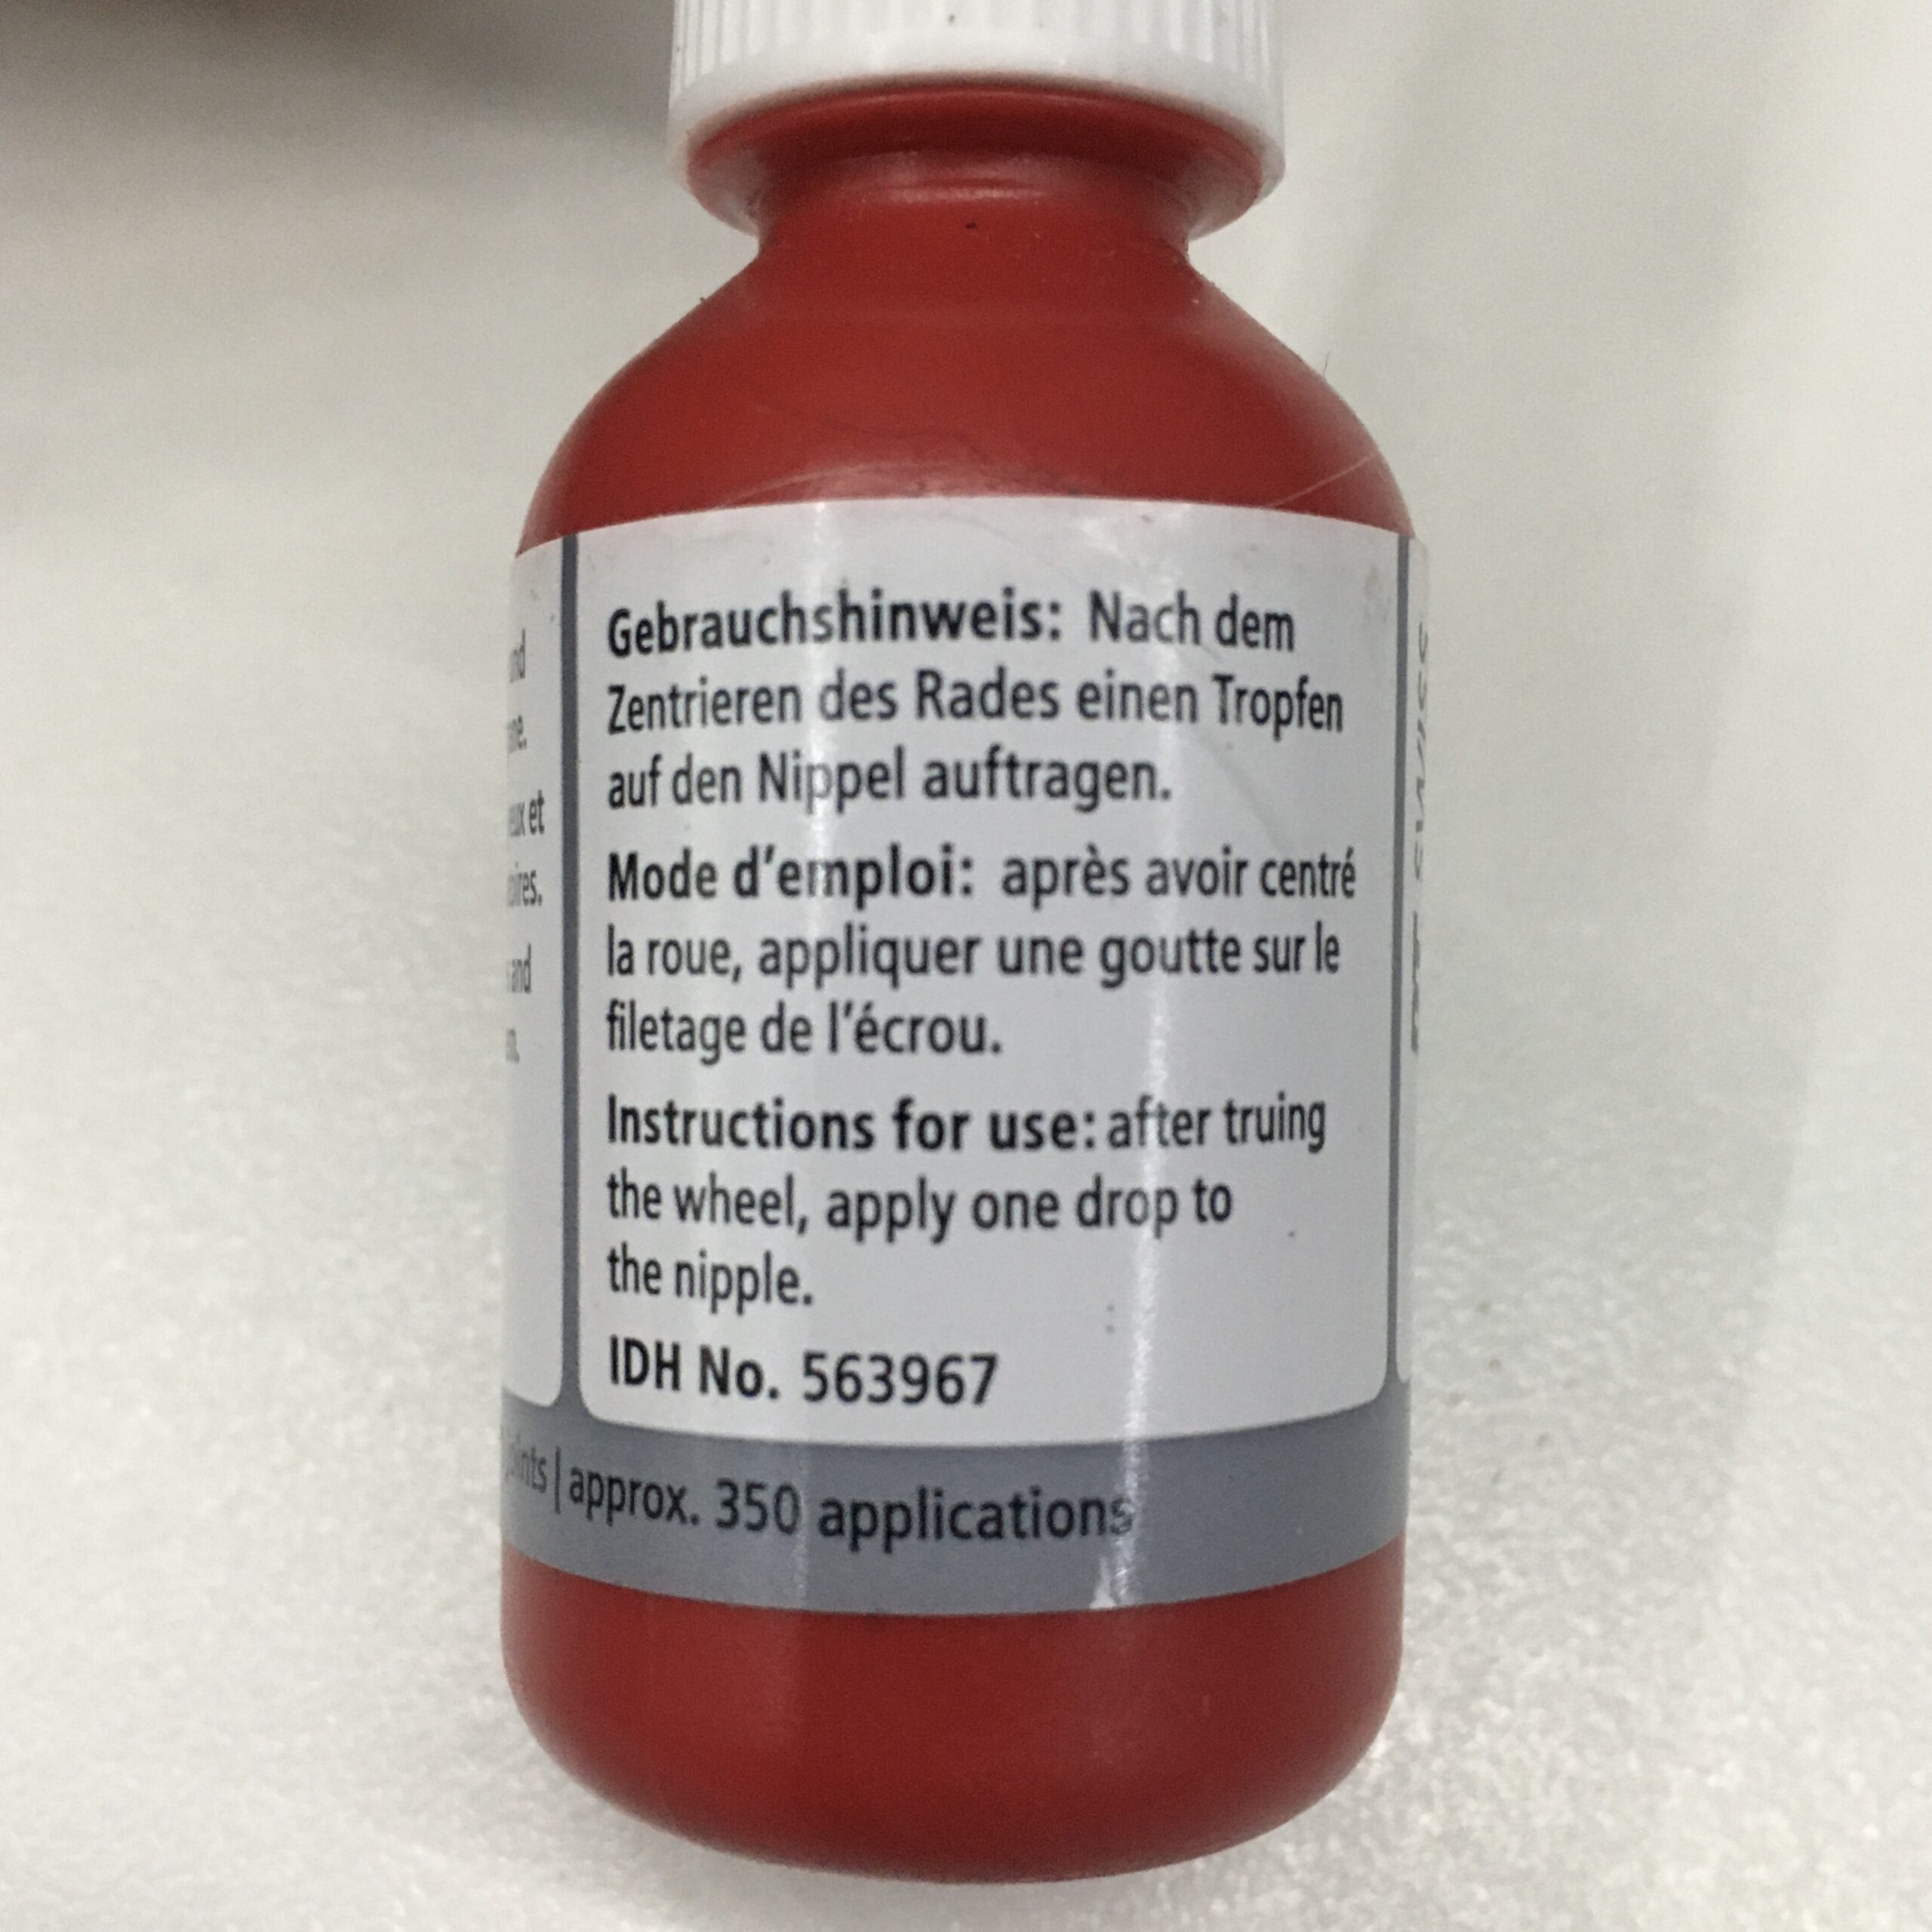 Gebrauchshinweis: Nach dem
Zentrieren des Rades einen Tropfen
auf den Nippel auftragen.
Mode d'emploi: après avoir centré
la roue, appliquer une goutte sur le
filetage de l'écrou.
Instructions for use: after truing
the wheel, apply one drop to
the nipple.
IDH No. 563967
| approx. 350 applications
et
and